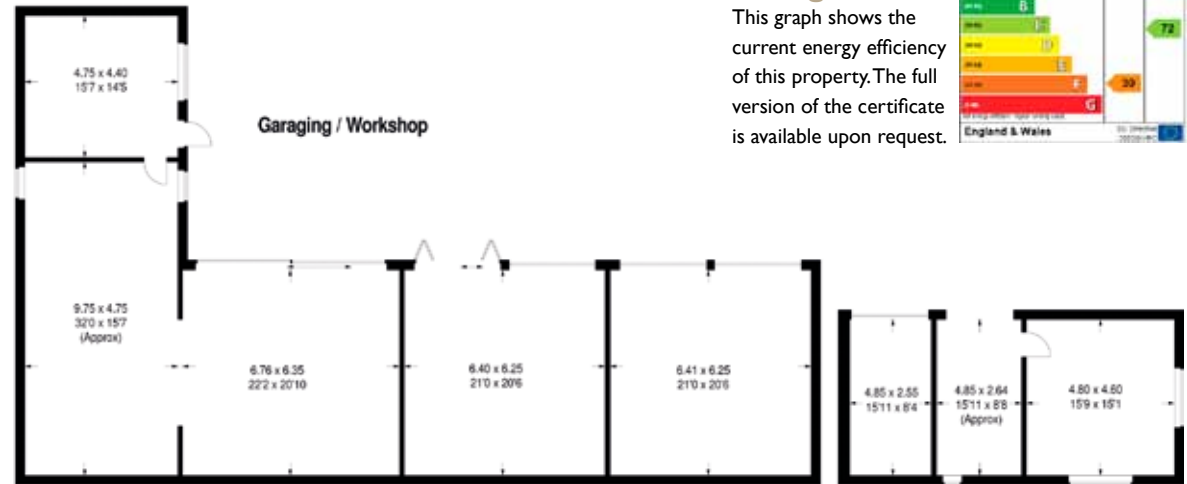 This graph shows the
current energy efficiency
of this property. The full
version of the certificate
is available upon request.
B
D
E
F
G
39
72
England & Wales
Garaging / Workshop
4.75 x 4.40
15'7 x 14'5
9.75 x 4.75
32'0 x 15'7
(Approx)
6.76 x 6.35
22'2 x 20'10
6.40 x 6.25
21'0 x 20'6
6.41 x 6.25
21'0 x 20'6
4.85 x 2.55
15'11 x 8'4
4.85 x 2.64
15'11 x 8'8
(Approx)
4.80 x 4.60
15'9 x 15'1